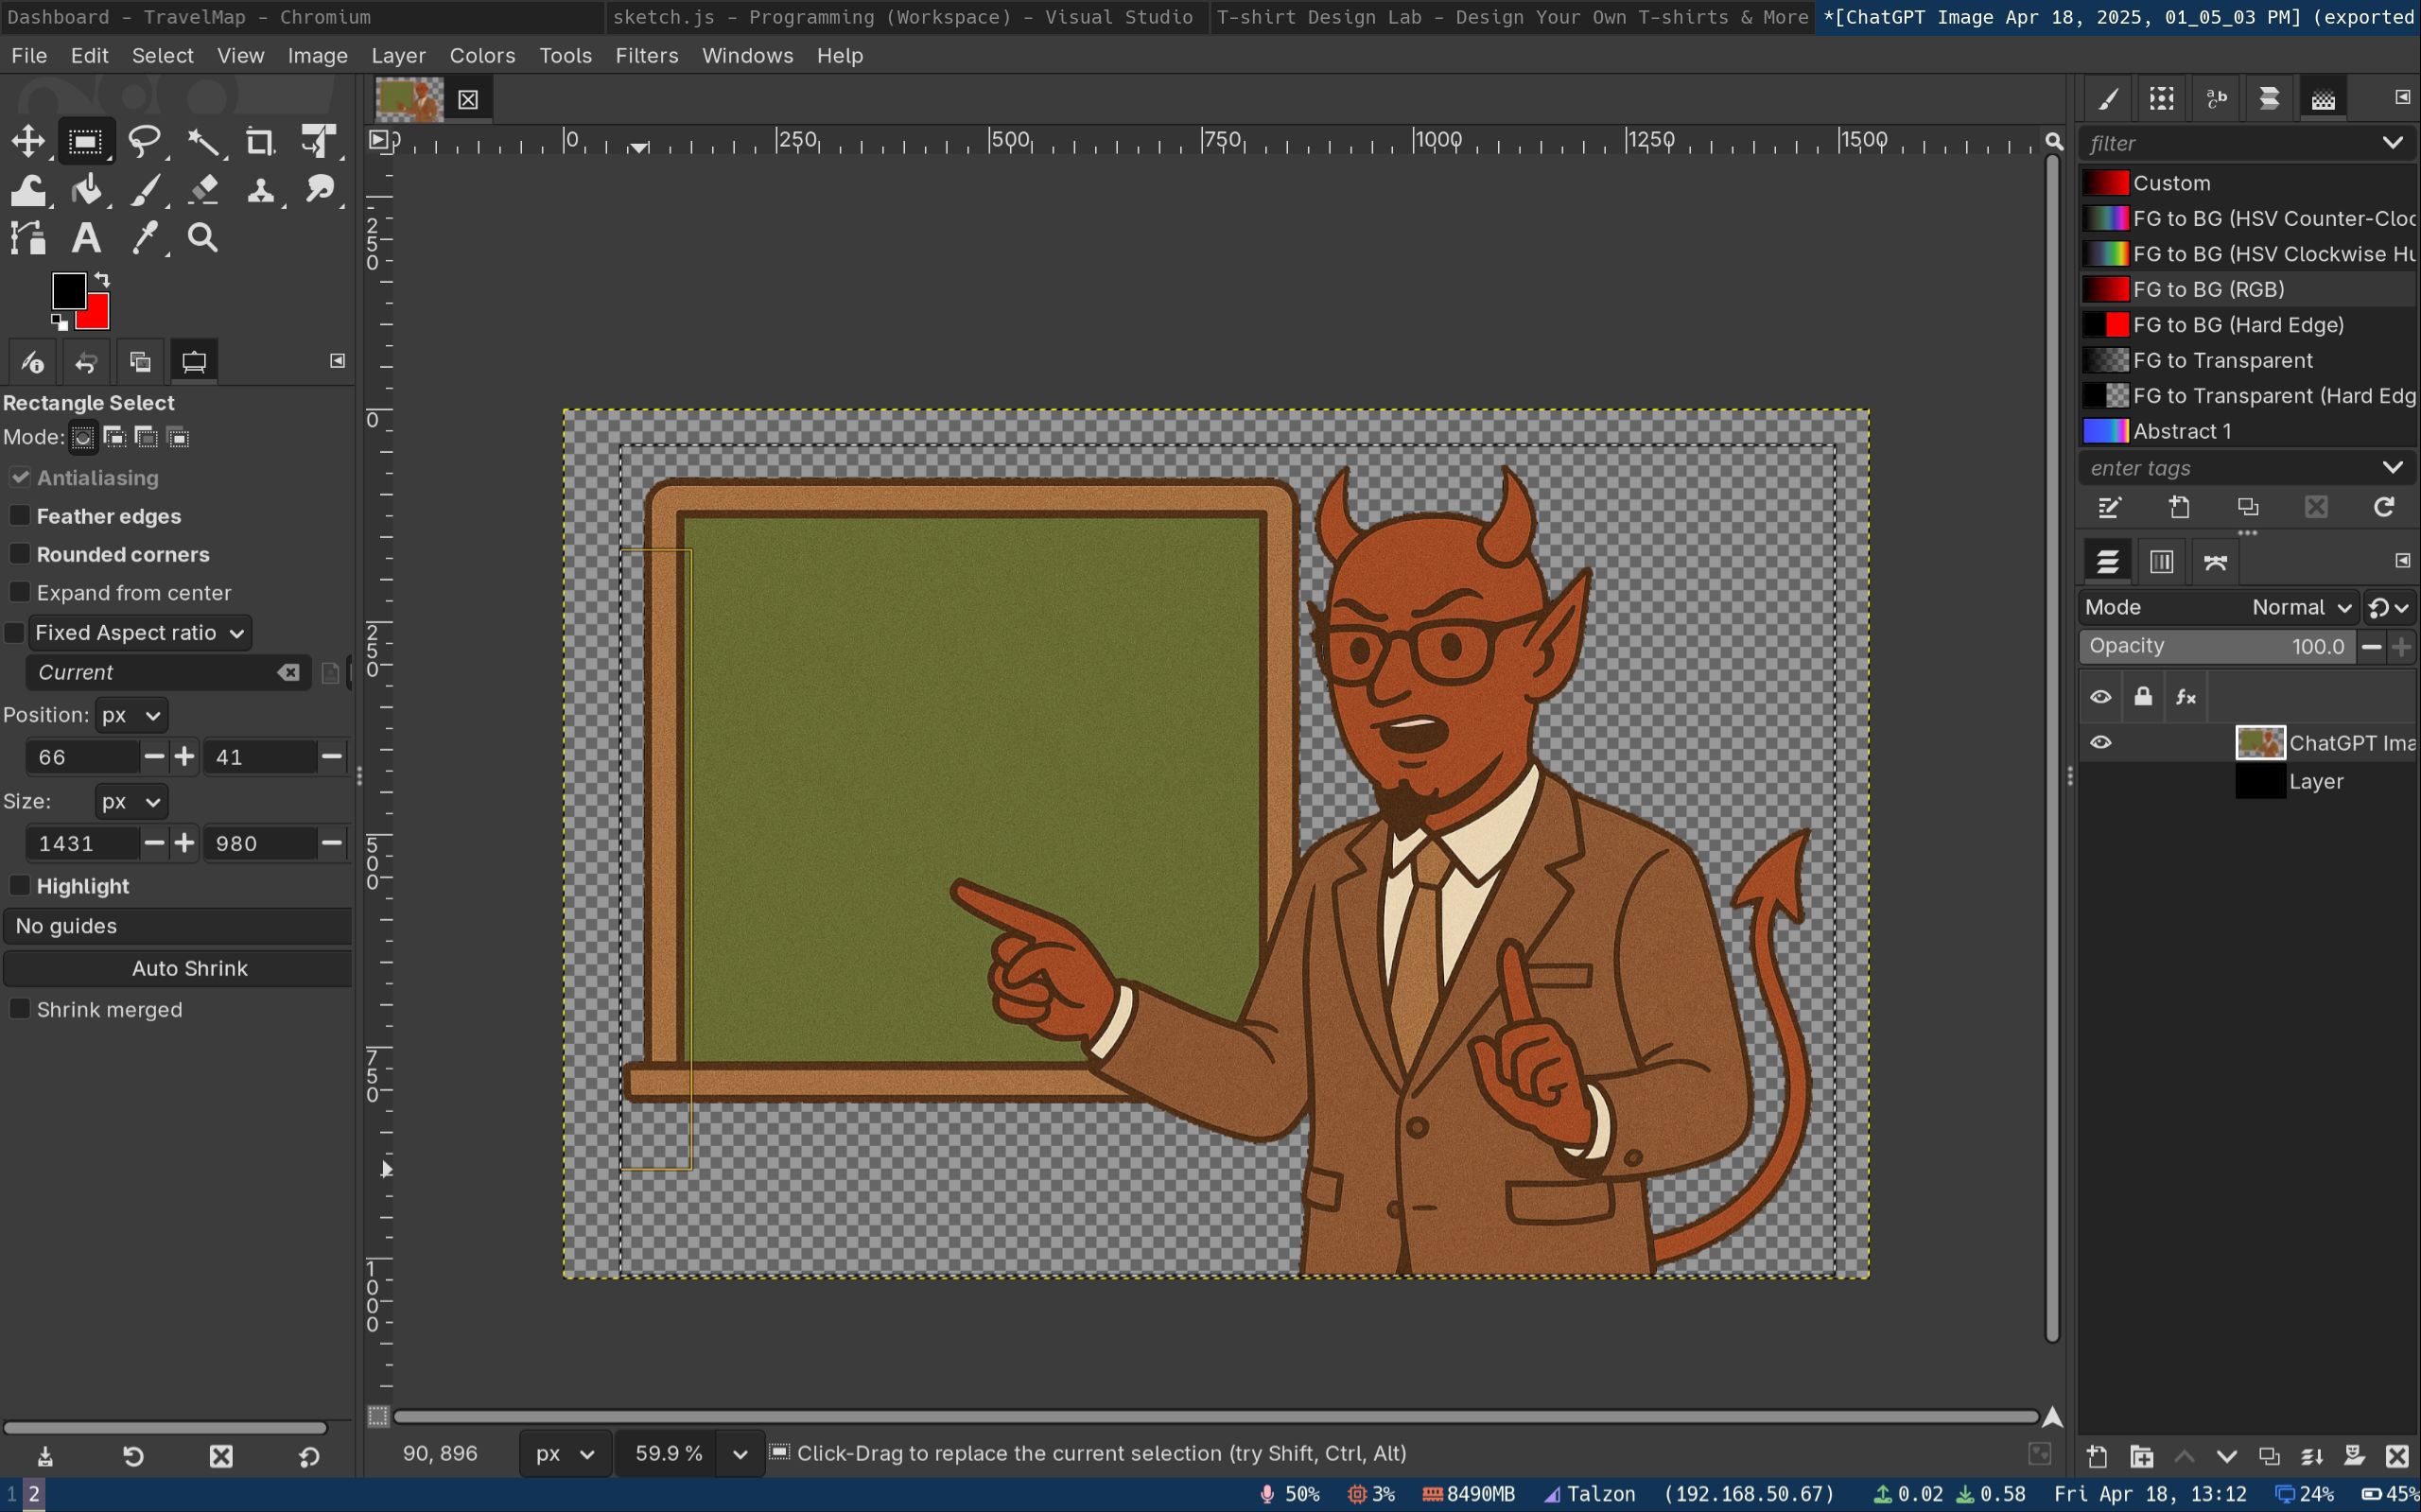 Dashboard - TravelMap - Chromium
sketch.js - Programming (Workspace) - Visual Studio
T-shirt Design Lab - Design Your Own T-shirts & More
*[ChatGPT Image Apr 18, 2025, 01_05_03 PM] (exported
File Edit Select View Image Layer Colors Tools Filters Windows Help
0 250 500 750 1000 1250 1500
250
0
250
500
750
1000
Rectangle Select
Mode:
Antialiasing
Feather edges
Rounded corners
Expand from center
Fixed Aspect ratio
Current
Position: px
66 41
Size: px
1431 980
Highlight
No guides
Auto Shrink
Shrink merged
filter
Custom
FG to BG (HSV Counter-Cloc
FG to BG (HSV Clockwise Hu
FG to BG (RGB)
FG to BG (Hard Edge)
FG to Transparent
FG to Transparent (Hard Edg
Abstract 1
enter tags
Mode Normal
Opacity 100.0
fx
ChatGPT Ima
Layer
90, 896 px 59.9 % Click-Drag to replace the current selection (try Shift, Ctrl, Alt)
1 2 50% 3% 8490MB Talzon (192.168.50.67) 0.02 0.58 Fri Apr 18, 13:12 24% 45%